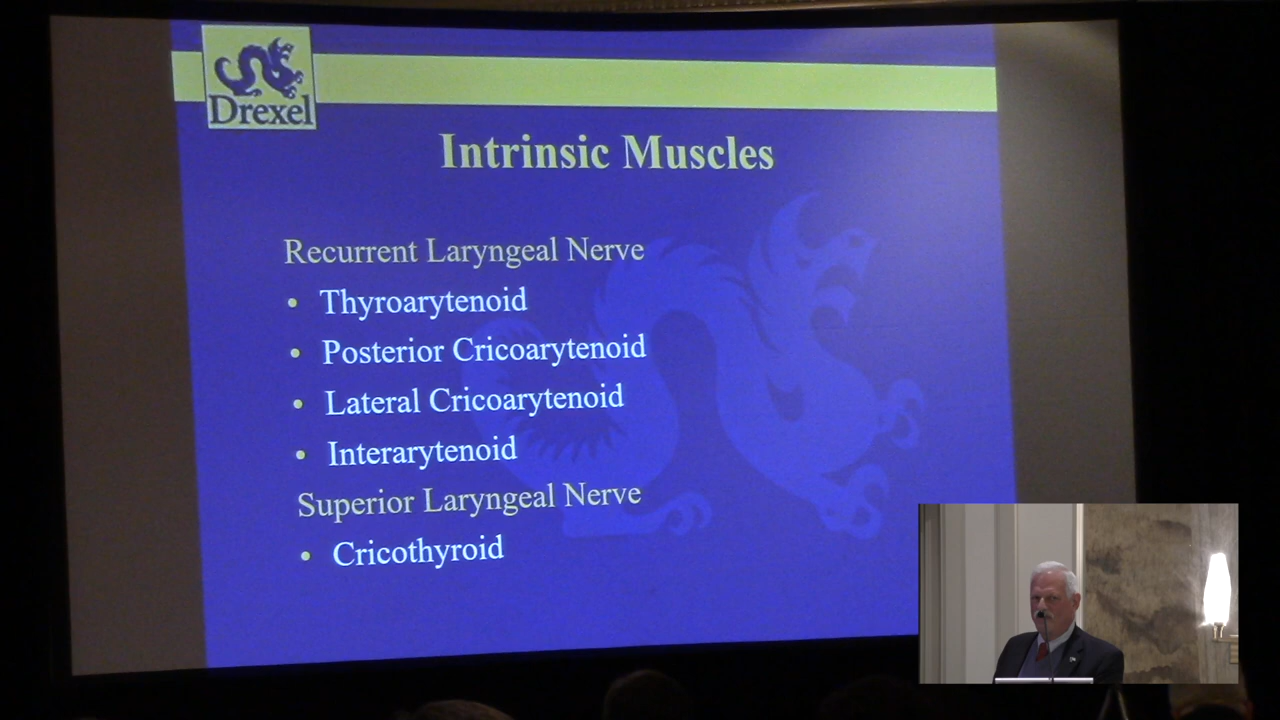 Drexel
Intrinsic Muscles
Recurrent Laryngeal Nerve
• Thyroarytenoid
• Posterior Cricoarytenoid
• Lateral Cricoarytenoid
• Interarytenoid
Superior Laryngeal Nerve
• Cricothyroid